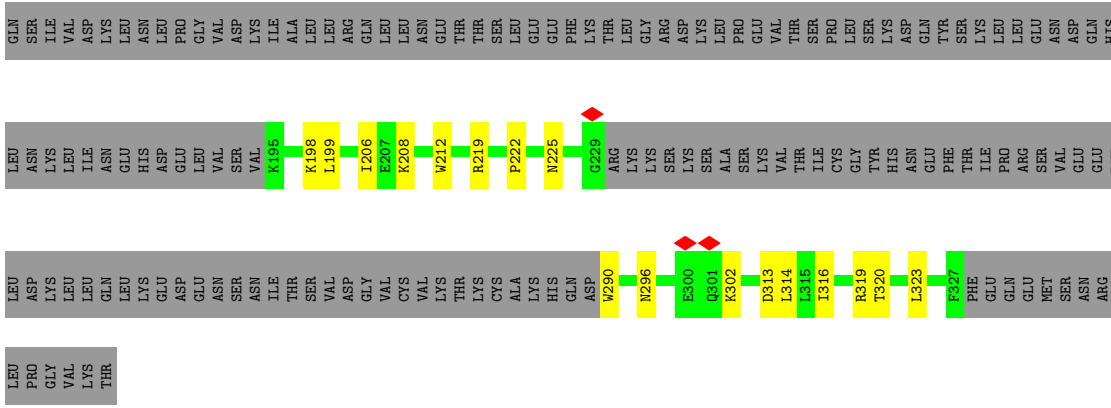 GLN SER ILE VAL ASP LYS LEU ASN LEU PRO GLY VAL ASP LYS ILE ALA LEU LEU ARG GLN LEU LEU ASN GLU THR THR SER LEU GLU GLU PHE LYS THR LEU GLY ARG ASP LYS LEU PRO GLU VAL THR SER PRO LEU SER LYS ASP GLN TYR SER LYS LEU LEU GLU ASN ASP GLN HIS
LEU ASN LYS LEU ILE ASN GLU HIS ASP GLU LEU VAL SER VAL K195 K198 L199 I206 E207 K208 W212 R219 P222 N225 G229 ARG LYS LYS SER LYS SER ALA SER LYS VAL THR ILE CYS GLY TYR HIS ASN GLU PHE THR ILE PRO ARG SER VAL GLU GLU
LEU ASP LYS LEU LEU GLN LEU LYS GLU ASP GLU ASN SER ASN ILE THR SER VAL ASP GLY VAL CYS VAL LYS THR LYS CYS ALA LYS HIS GLN ASP W290 N296 E300 Q301 K302 D313 L314 L315 I316 R319 T320 L323 F327 PHE GLU GLN GLU MET SER ASN ARG
LEU PRO GLY VAL LYS THR